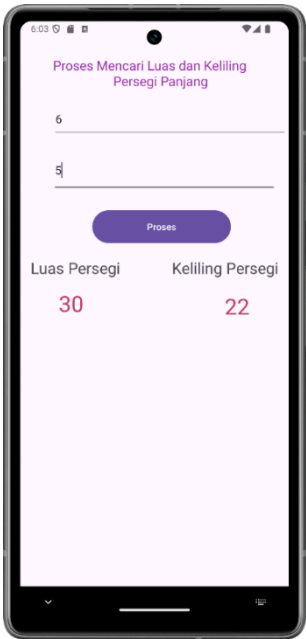 6:03
Proses Mencari Luas dan Keliling
Persegi Panjang
6
5
Proses
Luas Persegi Keliling Persegi
30 22